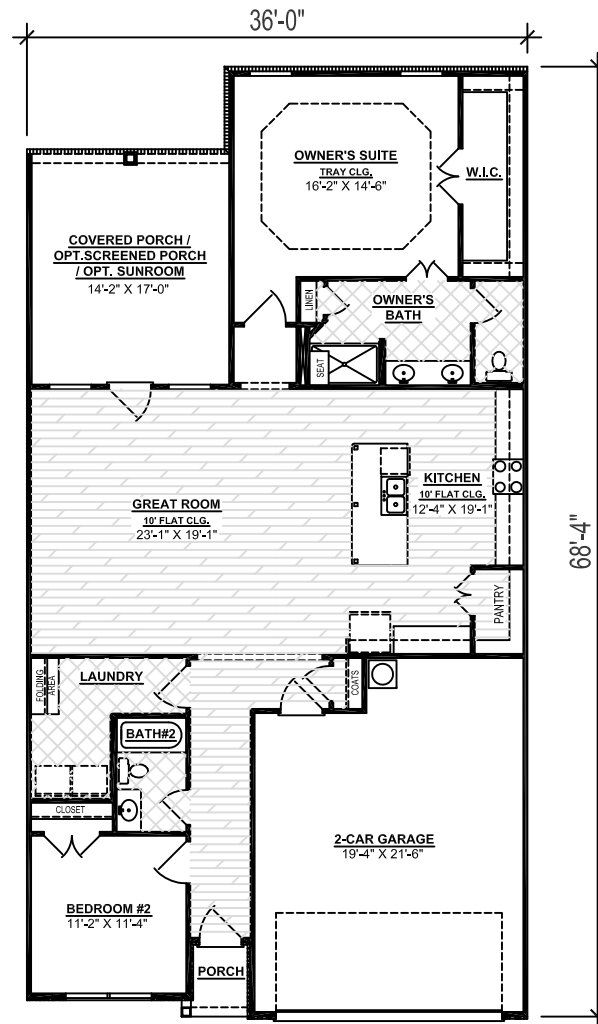 36'-0"
OWNER'S SUITE
TRAY CLG.
16'-2" X 14'-6"
W.I.C.
COVERED PORCH /
OPT.SCREENED PORCH
/ OPT. SUNROOM
14'-2" X 17'-0"
LINEN
OWNER'S
BATH
SEAT
KITCHEN
10' FLAT CLG.
12'-4" X 19'-1"
GREAT ROOM
10' FLAT CLG.
23'-1" X 19'-1"
68'-4"
PANTRY
LAUNDRY
FOLDING
AREA
COATS
BATH#2
CLOSET
2-CAR GARAGE
19'-4" X 21'-6"
BEDROOM #2
11'-2" X 11'-4"
PORCH